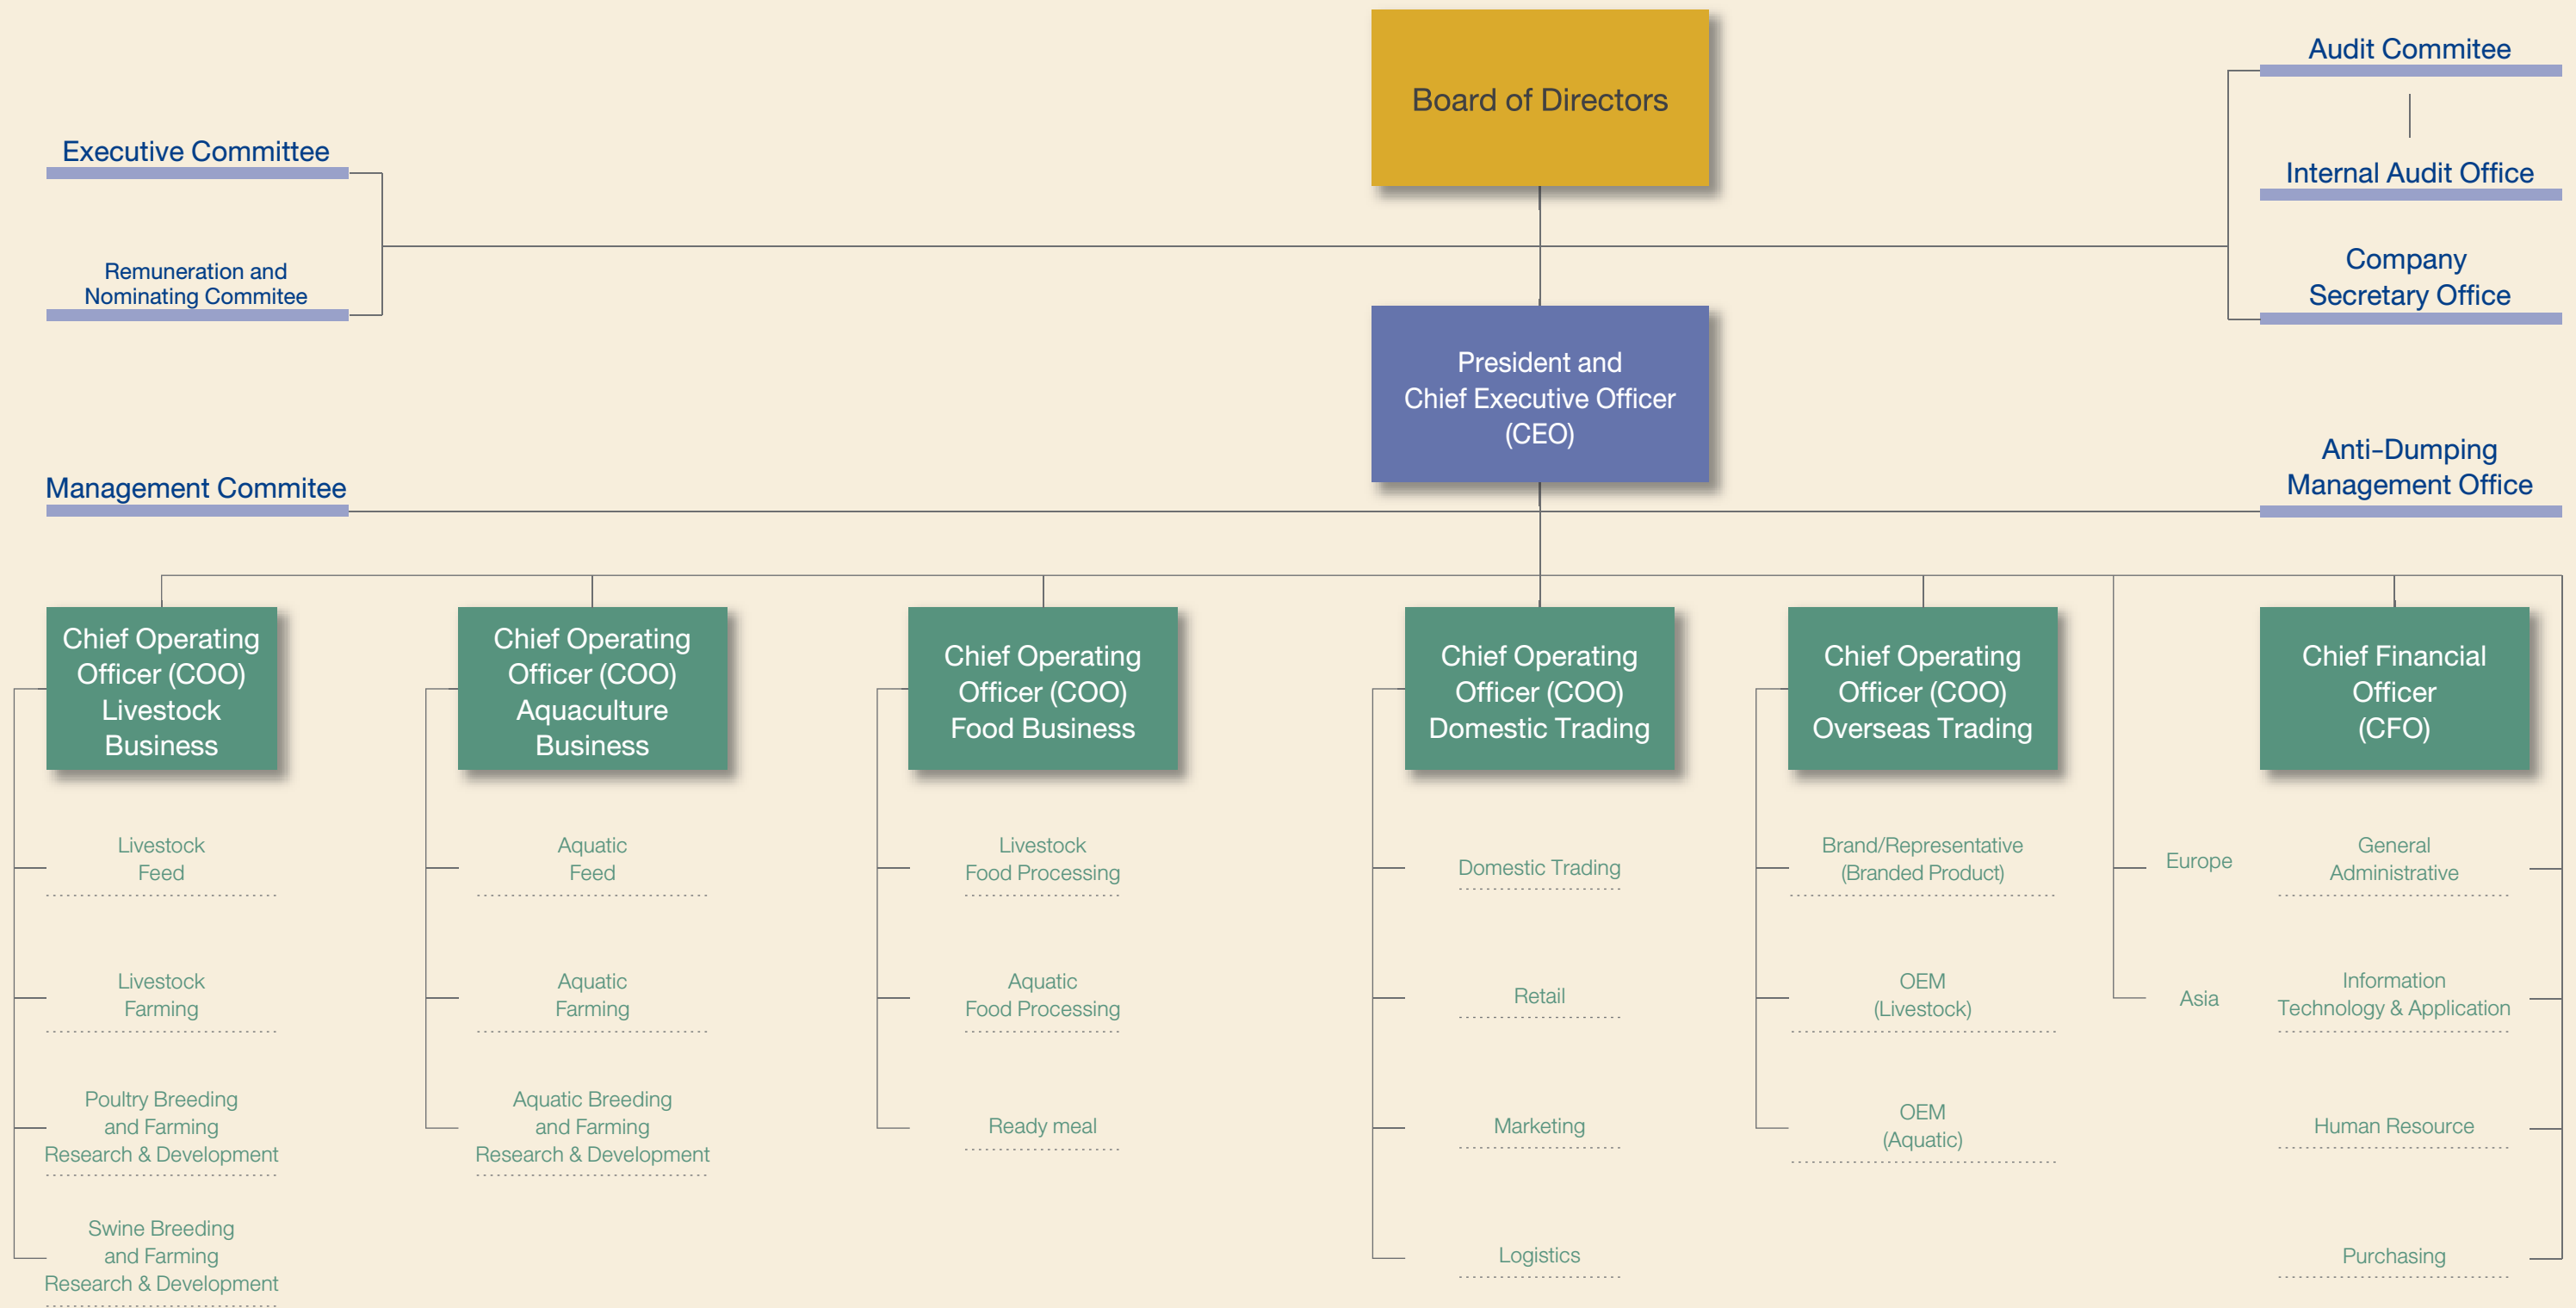 Board of Directors
Audit Commitee
Executive Committee
Internal Audit Office
Remuneration and
Nominating Commitee
Company
Secretary Office
President and
Chief Executive Officer
(CEO)
Management Commitee
Anti-Dumping
Management Office
Chief Operating
Officer (COO)
Livestock
Business
Chief Operating
Officer (COO)
Aquaculture
Business
Chief Operating
Officer (COO)
Food Business
Chief Operating
Officer (COO)
Domestic Trading
Chief Operating
Officer (COO)
Overseas Trading
Chief Financial
Officer
(CFO)
Livestock
Feed
Livestock
Farming
Poultry Breeding
and Farming
Research & Development
Swine Breeding
and Farming
Research & Development
Aquatic
Feed
Aquatic
Farming
Aquatic Breeding
and Farming
Research & Development
Livestock
Food Processing
Aquatic
Food Processing
Ready meal
Domestic Trading
Retail
Marketing
Logistics
Brand/Representative
(Branded Product)
OEM
(Livestock)
OEM
(Aquatic)
Europe
Asia
General
Administrative
Information
Technology & Application
Human Resource
Purchasing